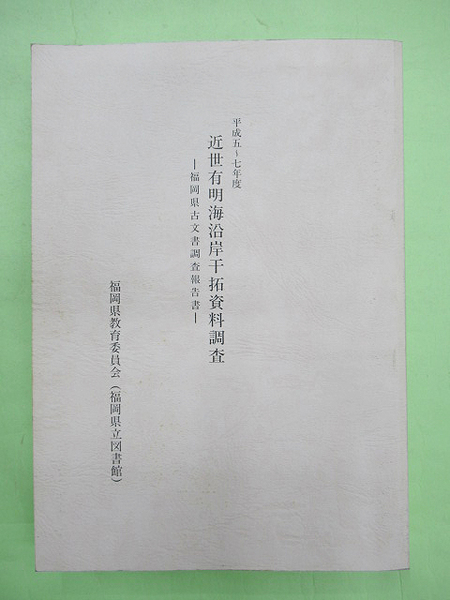 平成五~七年度
近世有明海沿岸干拓資料調査
―福岡県古文書調査報告書―
福岡県教育委員会（福岡県立図書館）